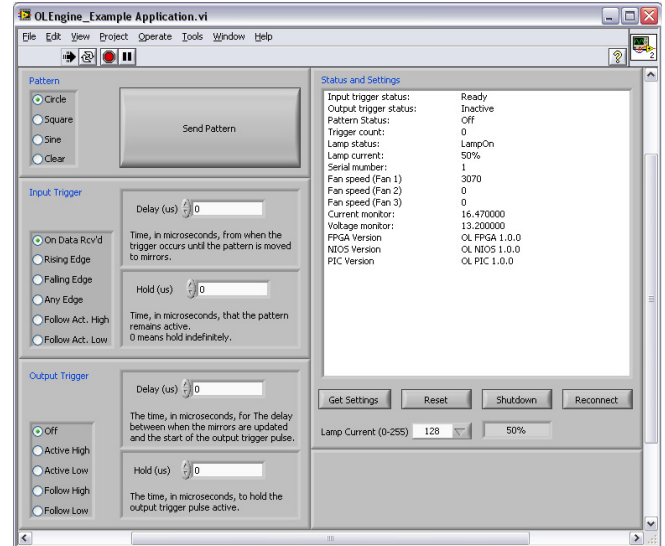 OLEngine_Example Application.vi
File Edit View Project Operate Tools Window Help
2
Pattern
Circle
Square
Sine
Clear
Send Pattern
Input Trigger
On Data Rcv'd
Rising Edge
Falling Edge
Any Edge
Follow Act. High
Follow Act. Low
Delay (us) 0
Time, in microseconds, from when the
trigger occurs until the pattern is moved
to mirrors.
Hold (us) 0
Time, in microseconds, that the pattern
remains active.
0 means hold indefinitely.
Output Trigger
Off
Active High
Active Low
Follow High
Follow Low
Delay (us) 0
The time, in microseconds, for The delay
between when the mirrors are updated
and the start of the output trigger pulse.
Hold (us) 0
The time, in microseconds, to hold the
output trigger pulse active.
Status and Settings
Input trigger status: Ready
Output trigger status: Inactive
Pattern Status: Off
Trigger count: 0
Lamp status: LampOn
Lamp current: 50%
Serial mumber: 1
Fan speed (Fan 1) 3070
Fan speed (Fan 2) 0
Fan speed (Fan 3) 0
Current monitor: 16.470000
Voltage monitor: 13.200000
FPGA Version OL FPGA 1.0.0
NIOS Version OL NIOS 1.0.0
PIC Version OL PIC 1.0.0
Get Settings Reset Shutdown Reconnect
Lamp Current (0-255) 128 50%